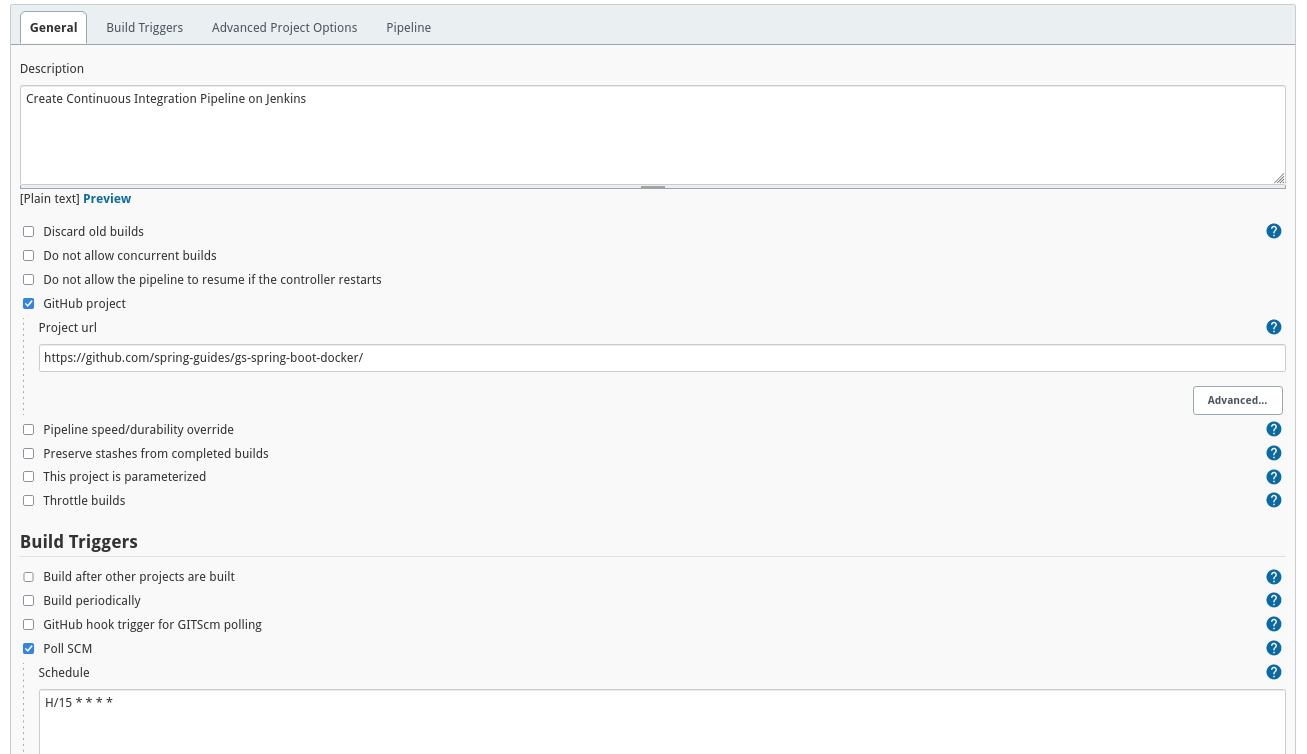 General Build Triggers Advanced Project Options Pipeline
Description
Create Continuous Integration Pipeline on Jenkins
[Plain text] Preview
Discard old builds ?
Do not allow concurrent builds
Do not allow the pipeline to resume if the controller restarts
GitHub project
Project url ?
https://github.com/spring-guides/gs-spring-boot-docker/
Advanced...
Pipeline speed/durability override ?
Preserve stashes from completed builds ?
This project is parameterized ?
Throttle builds ?
Build Triggers
Build after other projects are built ?
Build periodically ?
GitHub hook trigger for GITScm polling ?
Poll SCM ?
Schedule ?
H/15 * * * *